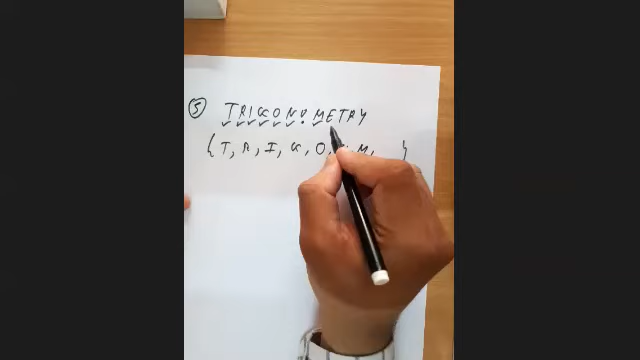 5 TRIGONOMETRY
{ T, R, I, G, O, M, }